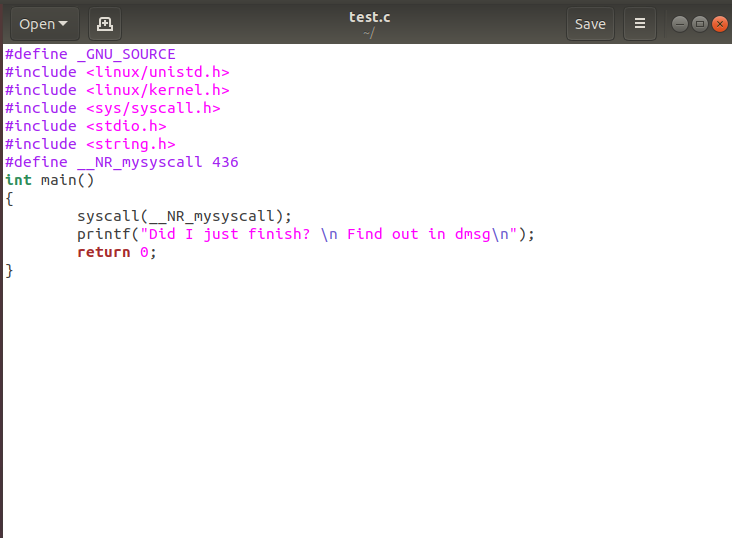 Open
test.c
~/
Save
#define _GNU_SOURCE
#include <linux/unistd.h>
#include <linux/kernel.h>
#include <sys/syscall.h>
#include <stdio.h>
#include <string.h>
#define __NR_mysyscall 436
int main()
{
        syscall(__NR_mysyscall);
        printf("Did I just finish? \n Find out in dmsg\n");
        return 0;
}